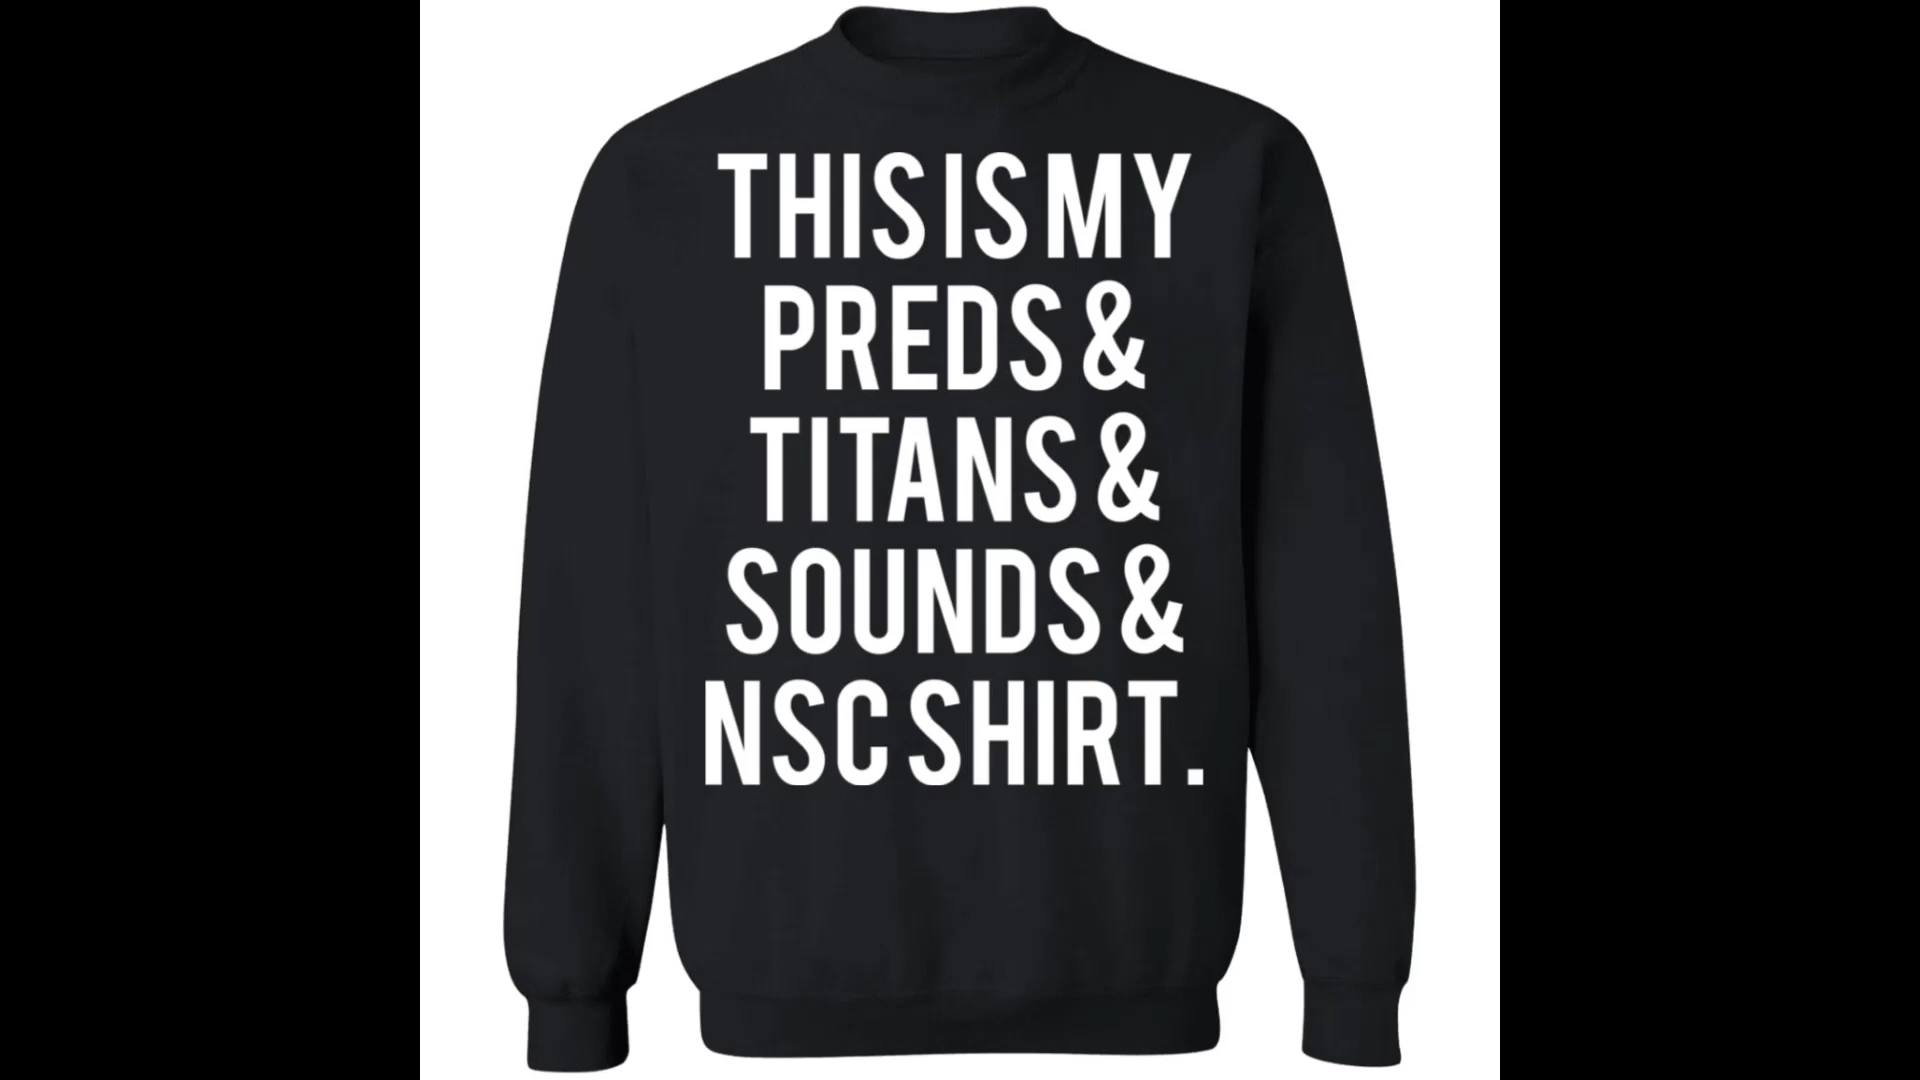 THIS IS MY
PREDS &
TITANS &
SOUNDS &
NSC SHIRT.